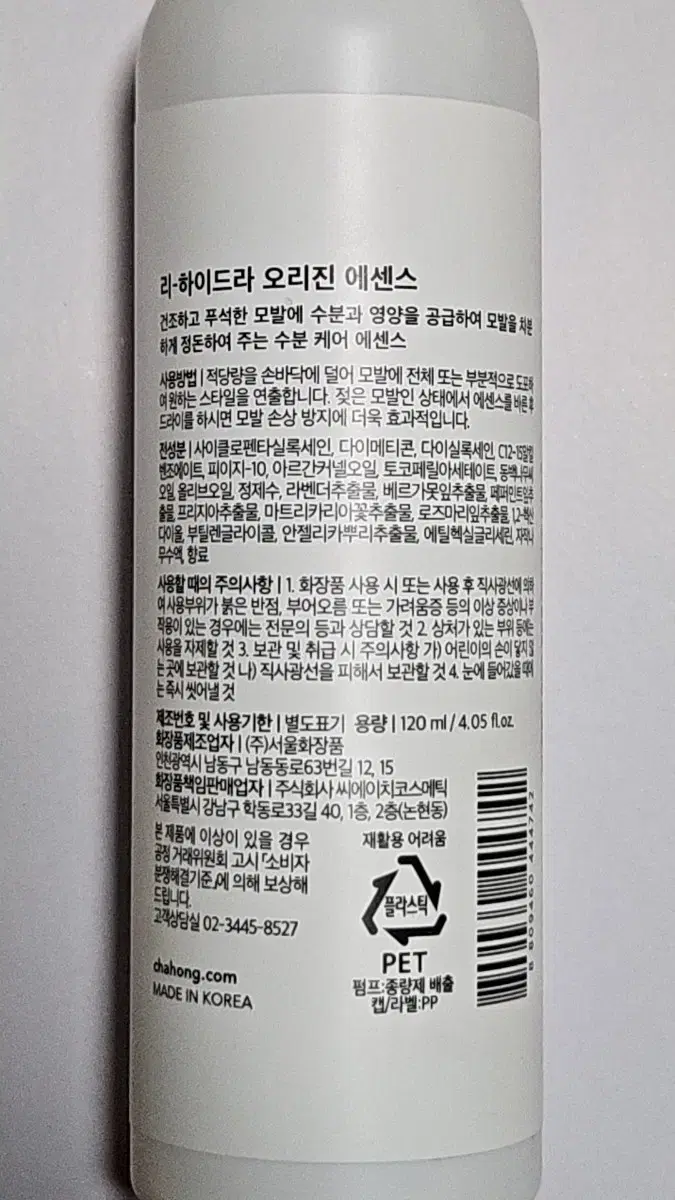 리-하이드라 오리진 에센스
건조하고 푸석한 모발에 수분과 영양을 공급하여 모발을 차분
하게 정돈하여 주는 수분 케어 에센스
사용방법 | 적당량을 손바닥에 덜어 모발에 전체 또는 부분적으로 도포하
여 원하는 스타일을 연출합니다. 젖은 모발인 상태에서 에센스를 바른 후
드라이를 하시면 모발 손상 방지에 더욱 효과적입니다.
전성분 | 사이클로펜타실록세인, 다이메티콘, 다이실록세인, C12-15알킬
벤조에이트, 피이지-10, 아르간커넬오일, 토코페릴아세테이트, 동백나무씨
오일, 올리브오일, 정제수, 라벤더추출물, 베르가못잎추출물, 페퍼민트잎추
출물, 프리지아추출물, 마트리카리아꽃추출물, 로즈마리잎추출물, 1,2-헥산
다이올, 부틸렌글라이콜, 안젤리카뿌리추출물, 에틸헥실글리세린, 자작나
무수액, 향료
사용할 때의 주의사항 | 1. 화장품 사용 시 또는 사용 후 직사광선에 의하
여 사용부위가 붉은 반점, 부어오름 또는 가려움증 등의 이상 증상이나 부
작용이 있는 경우에는 전문의 등과 상담할 것 2. 상처가 있는 부위 등에는
사용을 자제할 것 3. 보관 및 취급 시 주의사항 가) 어린이의 손이 닿지 않
는 곳에 보관할 것 나) 직사광선을 피해서 보관할 것 4. 눈에 들어갔을 때에
는 즉시 씻어낼 것
제조번호 및 사용기한 | 별도표기 용량 | 120 ml / 4.05 fl.oz.
화장품제조업자 | (주)서울화장품
인천광역시 남동구 남동동로63번길 12, 15
화장품책임판매업자 | 주식회사 씨에이치코스메틱
서울특별시 강남구 학동로33길 40, 1층, 2층(논현동)
본 제품에 이상이 있을 경우
공정 거래위원회 고시 「소비자
분쟁해결기준」에 의해 보상해
드립니다.
고객상담실 02-3445-8527
chahong.com
MADE IN KOREA
재활용 어려움
플라스틱
PET
펌프:종량제 배출
캡/라벨:PP
8 809460 444742